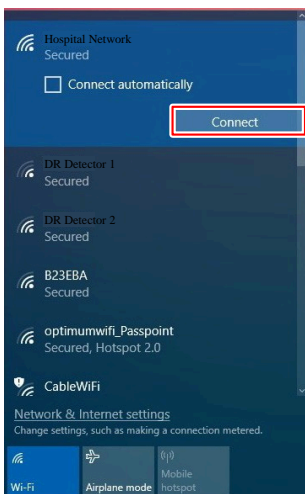 Hospital Network
Secured
Connect automatically
Connect
DR Detector 1
Secured
DR Detector 2
Secured
B23EBA
Secured
optimumwifi_Passpoint
Secured, Hotspot 2.0
CableWiFi
Network & Internet settings
Change settings, such as making a connection metered.
Wi-Fi
Airplane mode
Mobile
hotspot